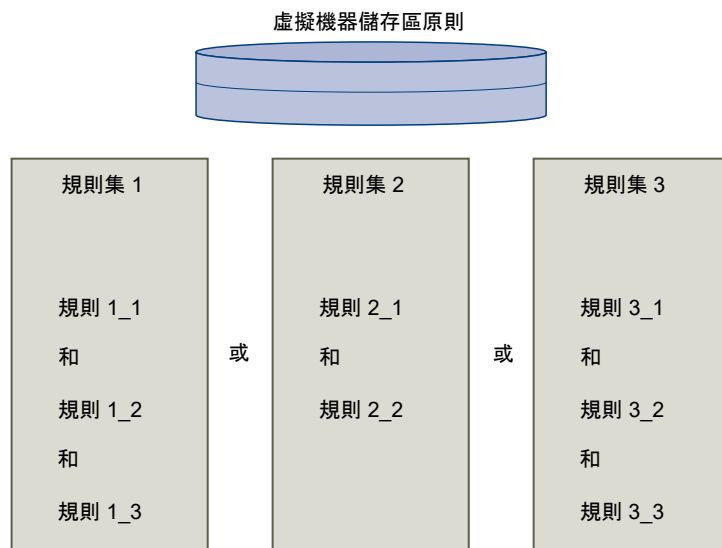 虛擬機器儲存區原則
規則集 1
規則 1_1
和
規則 1_2
和
規則 1_3
或
規則集 2
規則 2_1
和
規則 2_2
或
規則集 3
規則 3_1
和
規則 3_2
和
規則 3_3